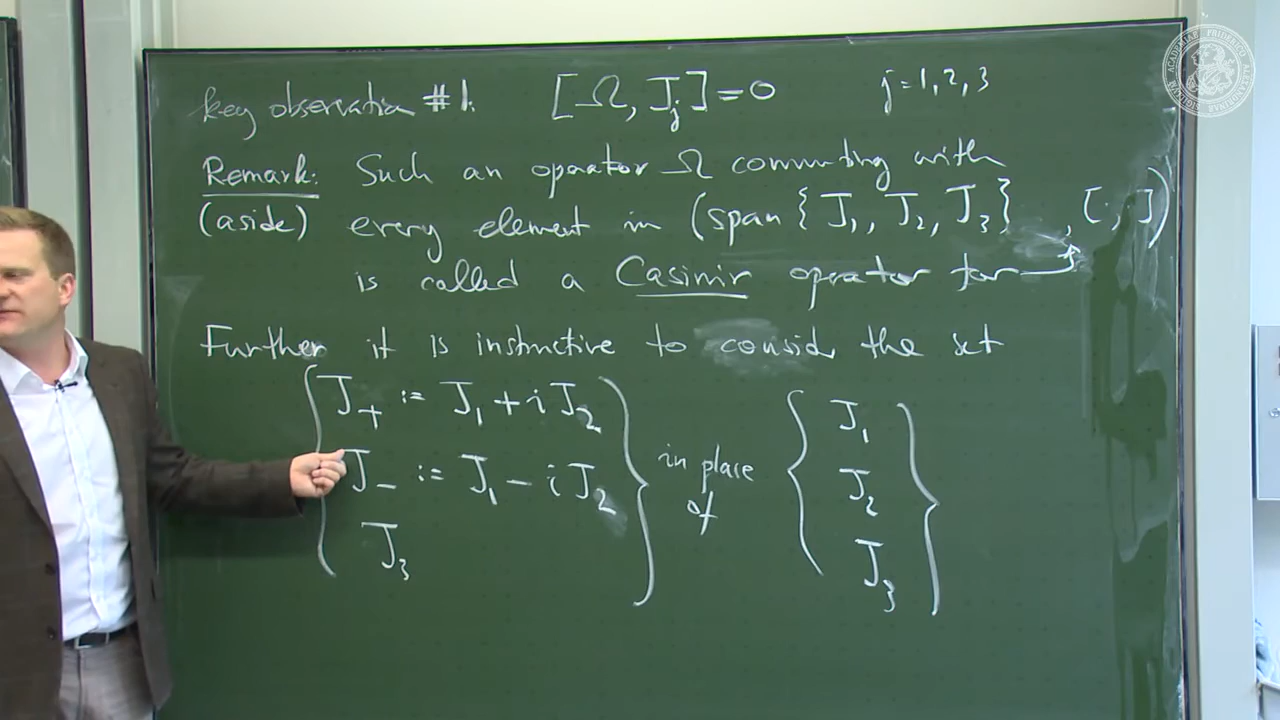 key observation #1. [Ω, J_j] = 0 j = 1, 2, 3
Remark: Such an operator Ω commuting with
(aside) every element in (span { J_1, J_2, J_3 } , [·,·])
is called a Casimir operator for
Further it is instructive to consider the set
J_+ := J_1 + i J_2
J_- := J_1 - i J_2
J_3
in place
of
J_1
J_2
J_3